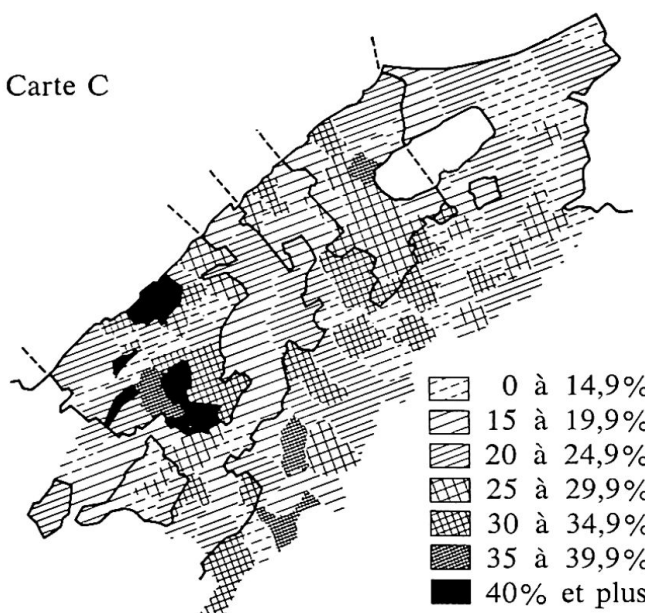 Carte C
0 à 14,9%
15 à 19,9%
20 à 24,9%
25 à 29,9%
30 à 34,9%
35 à 39,9%
40% et plus